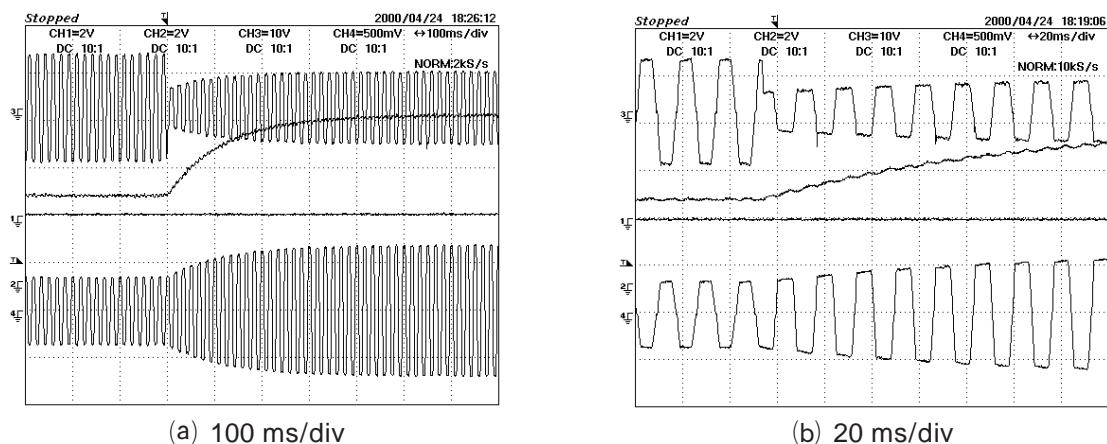 Stopped 2000/04/24 18:26:12
CH1=2V CH2=2V CH3=10V CH4=500mV ↔100ms/div
DC 10:1 DC 10:1 DC 10:1 DC 10:1
NORM:2kS/s
3
1
T
2
4
(a) 100 ms/div
Stopped 2000/04/24 18:19:06
CH1=2V CH2=2V CH3=10V CH4=500mV ↔20ms/div
DC 10:1 DC 10:1 DC 10:1 DC 10:1
NORM:10kS/s
3
1
T
2
4
(b) 20 ms/div